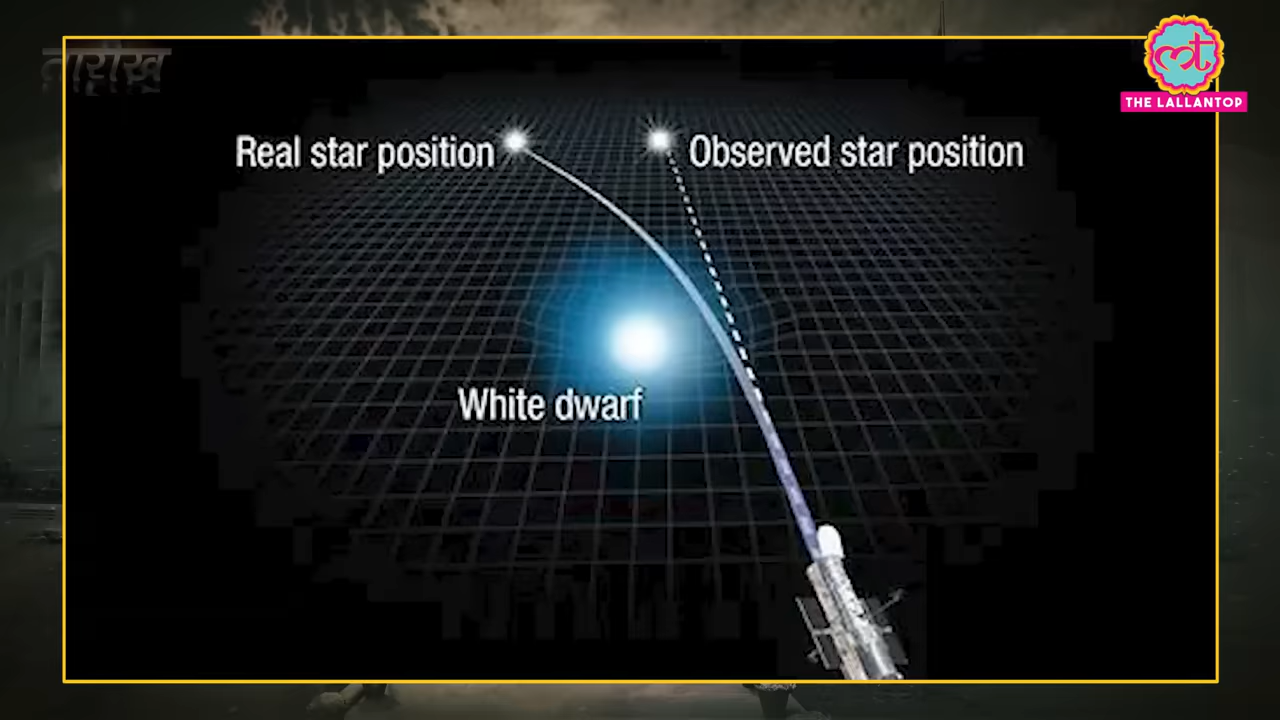 तारीख
THE LALLANTOP
Real star position
Observed star position
White dwarf